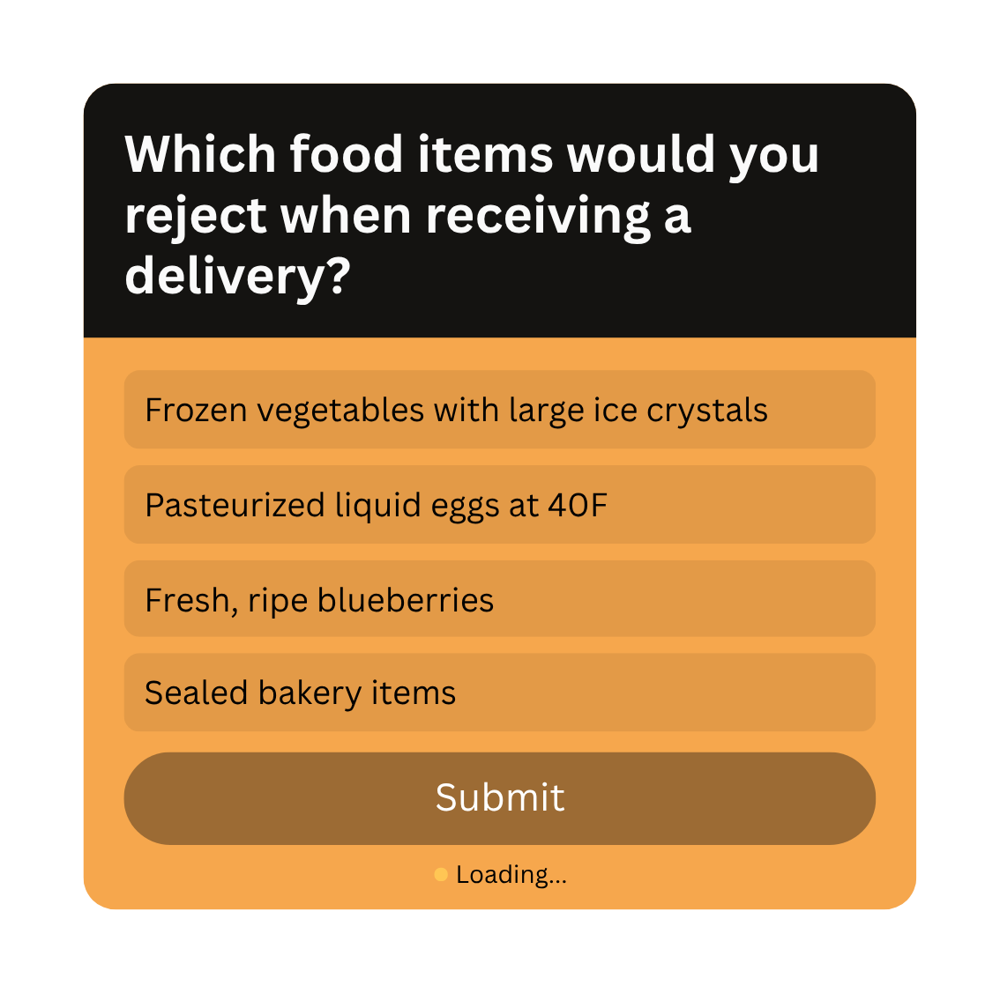 Which food items would you
reject when receiving a
delivery?
Frozen vegetables with large ice crystals
Pasteurized liquid eggs at 40F
Fresh, ripe blueberries
Sealed bakery items
Submit
Loading...